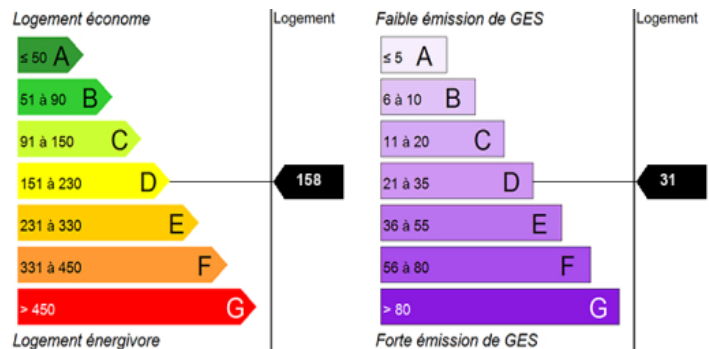 Logement économe
Logement
≤ 50 A
51 à 90 B
91 à 150 C
151 à 230 D
158
231 à 330 E
331 à 450 F
> 450 G
Logement énergivore
Faible émission de GES
Logement
≤ 5 A
6 à 10 B
11 à 20 C
21 à 35 D
31
36 à 55 E
56 à 80 F
> 80 G
Forte émission de GES